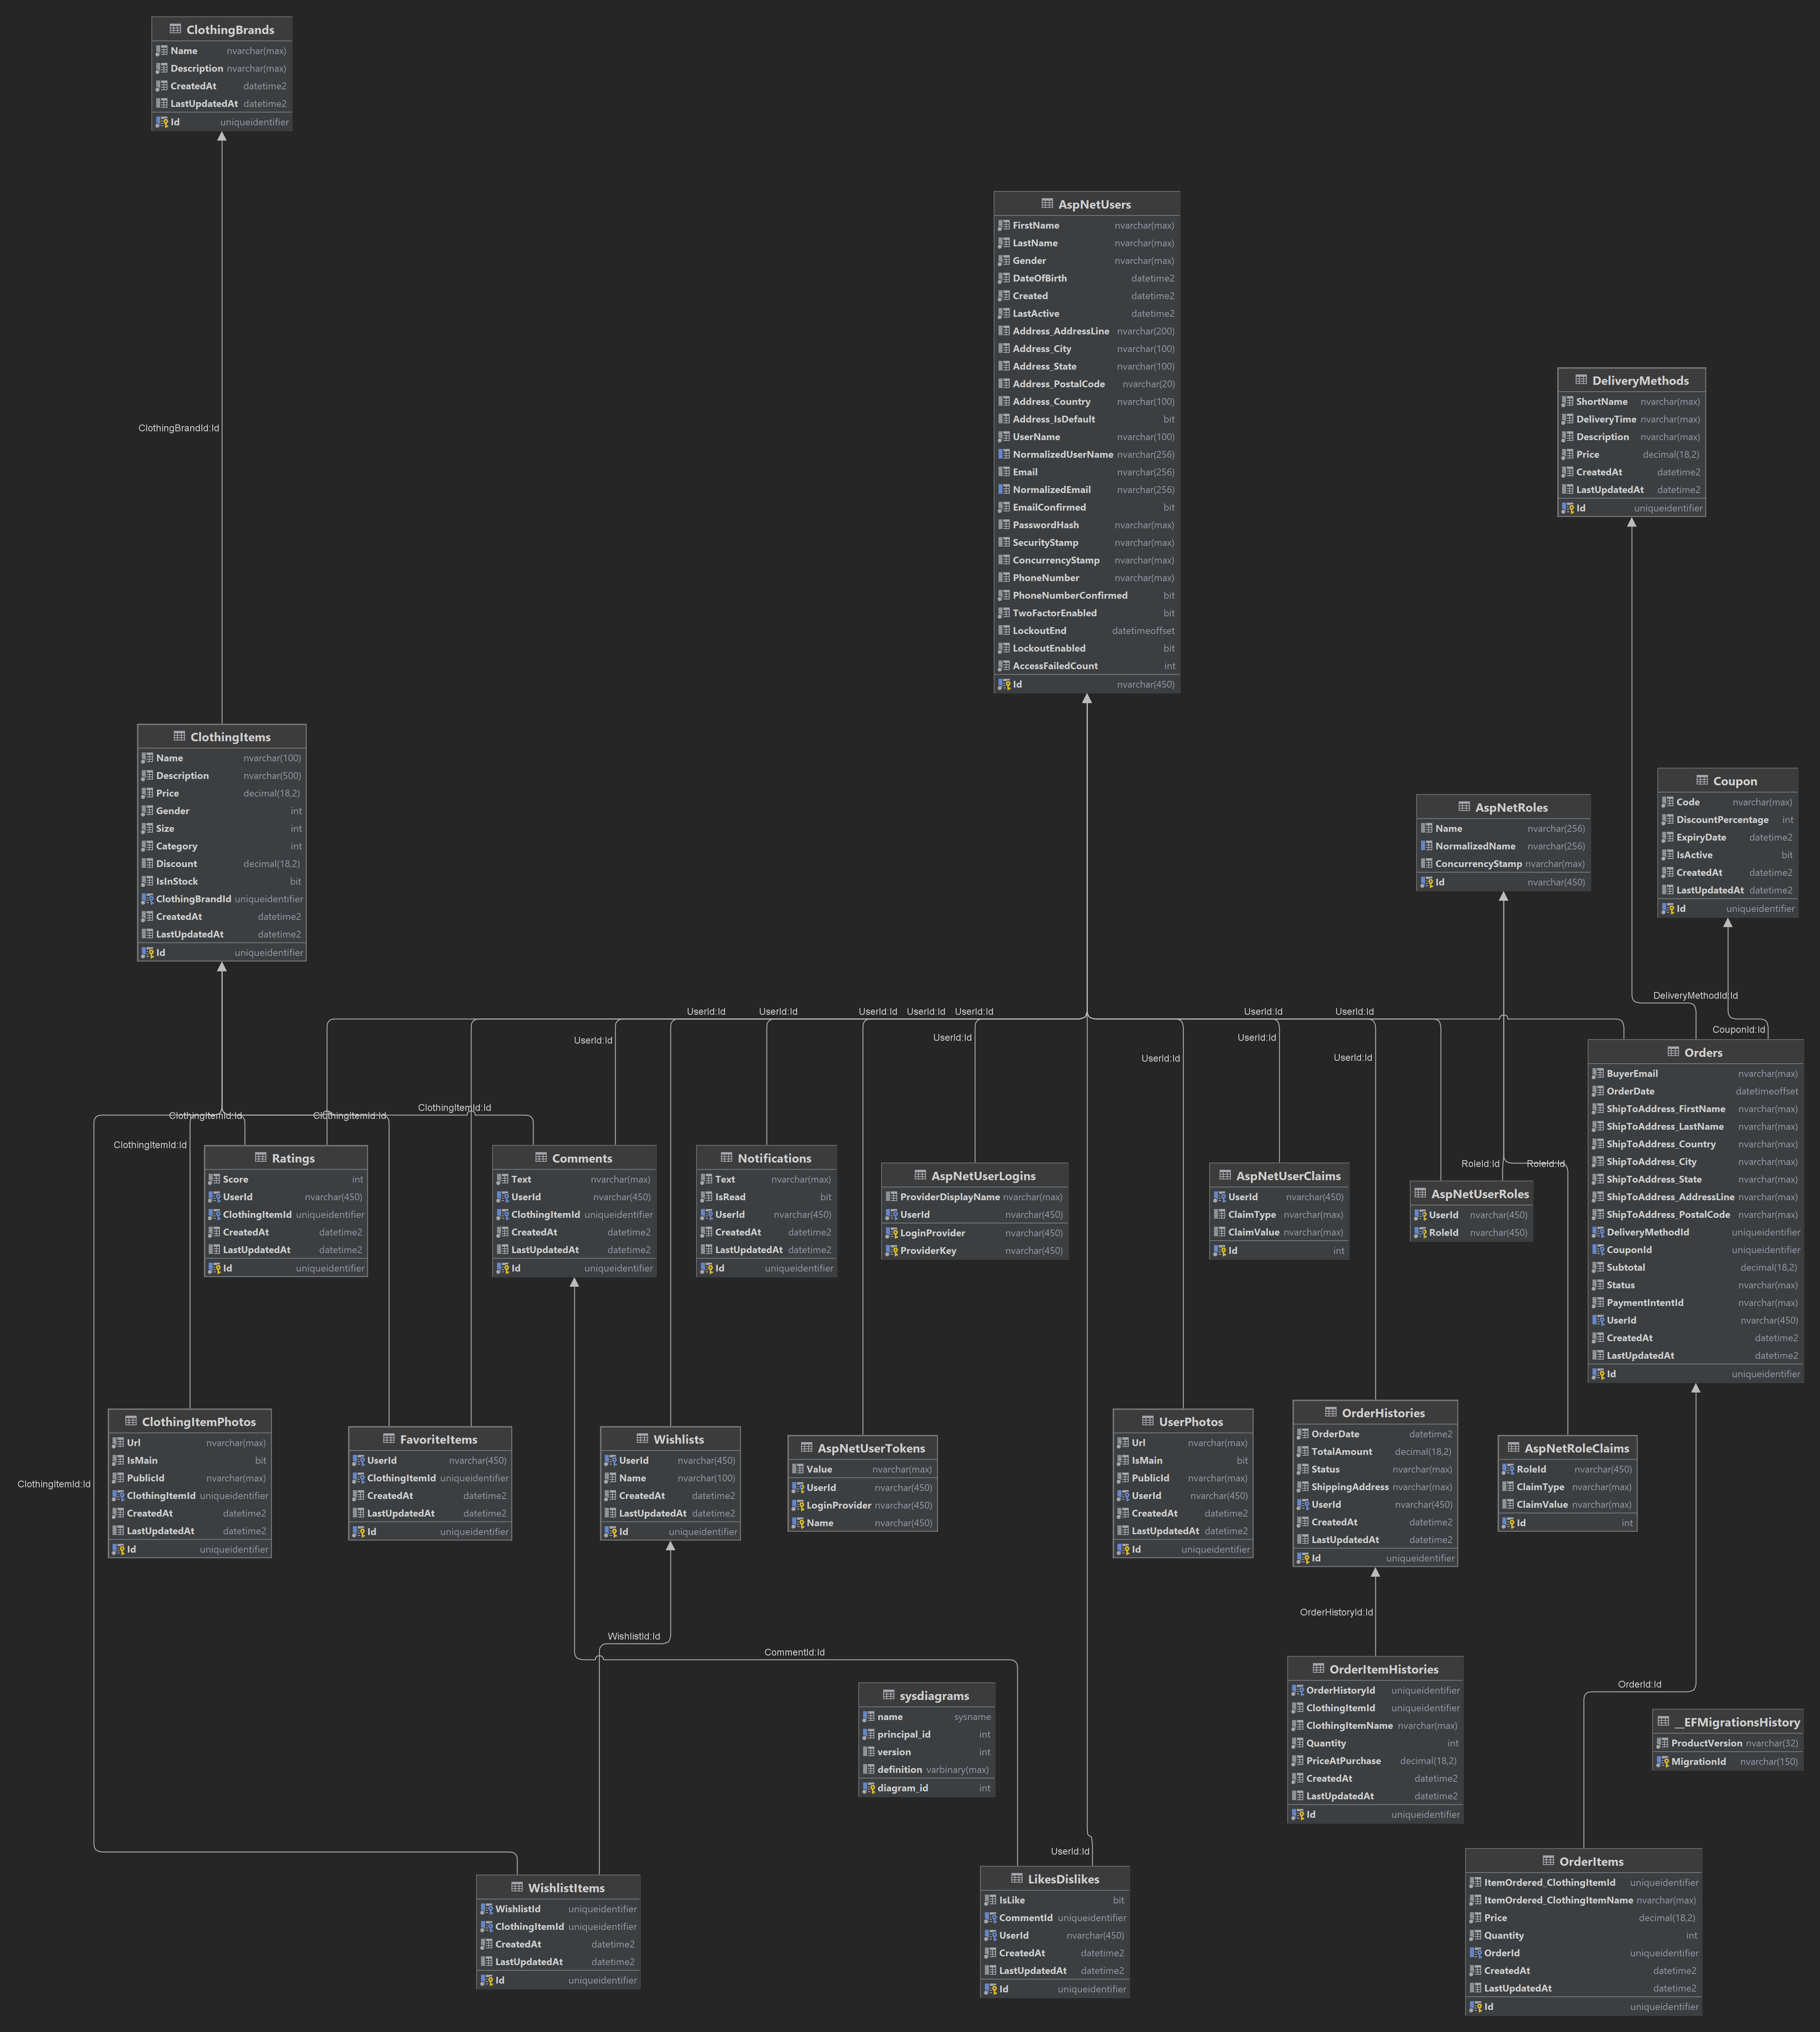 ClothingBrands
Name nvarchar(max)
Description nvarchar(max)
CreatedAt datetime2
LastUpdatedAt datetime2
Id uniqueidentifier
ClothingBrandId:Id
AspNetUsers
FirstName nvarchar(max)
LastName nvarchar(max)
Gender nvarchar(max)
DateOfBirth datetime2
Created datetime2
LastActive datetime2
Address_AddressLine nvarchar(200)
Address_City nvarchar(100)
Address_State nvarchar(100)
Address_PostalCode nvarchar(20)
Address_Country nvarchar(100)
Address_IsDefault bit
UserName nvarchar(100)
NormalizedUserName nvarchar(256)
Email nvarchar(256)
NormalizedEmail nvarchar(256)
EmailConfirmed bit
PasswordHash nvarchar(max)
SecurityStamp nvarchar(max)
ConcurrencyStamp nvarchar(max)
PhoneNumber nvarchar(max)
PhoneNumberConfirmed bit
TwoFactorEnabled bit
LockoutEnd datetimeoffset
LockoutEnabled bit
AccessFailedCount int
Id nvarchar(450)
DeliveryMethods
ShortName nvarchar(max)
DeliveryTime nvarchar(max)
Description nvarchar(max)
Price decimal(18,2)
CreatedAt datetime2
LastUpdatedAt datetime2
Id uniqueidentifier
ClothingItems
Name nvarchar(100)
Description nvarchar(500)
Price decimal(18,2)
Gender int
Size int
Category int
Discount decimal(18,2)
IsInStock bit
ClothingBrandId uniqueidentifier
CreatedAt datetime2
LastUpdatedAt datetime2
Id uniqueidentifier
AspNetRoles
Name nvarchar(256)
NormalizedName nvarchar(256)
ConcurrencyStamp nvarchar(max)
Id nvarchar(450)
Coupon
Code nvarchar(max)
DiscountPercentage int
ExpiryDate datetime2
IsActive bit
CreatedAt datetime2
LastUpdatedAt datetime2
Id uniqueidentifier
DeliveryMethodId:Id
CouponId:Id
UserId:Id
UserId:Id
UserId:Id
UserId:Id
UserId:Id
UserId:Id
UserId:Id
UserId:Id
UserId:Id
UserId:Id
UserId:Id
UserId:Id
ClothingItemId:Id
ClothingItemId:Id
ClothingItemId:Id
ClothingItemId:Id
RoleId:Id
RoleId:Id
Orders
BuyerEmail nvarchar(max)
OrderDate datetimeoffset
ShipToAddress_FirstName nvarchar(max)
ShipToAddress_LastName nvarchar(max)
ShipToAddress_Country nvarchar(max)
ShipToAddress_City nvarchar(max)
ShipToAddress_State nvarchar(max)
ShipToAddress_AddressLine nvarchar(max)
ShipToAddress_PostalCode nvarchar(max)
DeliveryMethodId uniqueidentifier
CouponId uniqueidentifier
Subtotal decimal(18,2)
Status nvarchar(max)
PaymentIntentId nvarchar(max)
UserId nvarchar(450)
CreatedAt datetime2
LastUpdatedAt datetime2
Id uniqueidentifier
Ratings
Score int
UserId nvarchar(450)
ClothingItemId uniqueidentifier
CreatedAt datetime2
LastUpdatedAt datetime2
Id uniqueidentifier
Comments
Text nvarchar(max)
UserId nvarchar(450)
ClothingItemId uniqueidentifier
CreatedAt datetime2
LastUpdatedAt datetime2
Id uniqueidentifier
Notifications
Text nvarchar(max)
IsRead bit
UserId nvarchar(450)
CreatedAt datetime2
LastUpdatedAt datetime2
Id uniqueidentifier
AspNetUserLogins
ProviderDisplayName nvarchar(max)
UserId nvarchar(450)
LoginProvider nvarchar(450)
ProviderKey nvarchar(450)
AspNetUserClaims
UserId nvarchar(450)
ClaimType nvarchar(max)
ClaimValue nvarchar(max)
Id int
AspNetUserRoles
UserId nvarchar(450)
RoleId nvarchar(450)
ClothingItemPhotos
Url nvarchar(max)
IsMain bit
PublicId nvarchar(max)
ClothingItemId uniqueidentifier
CreatedAt datetime2
LastUpdatedAt datetime2
Id uniqueidentifier
FavoriteItems
UserId nvarchar(450)
ClothingItemId uniqueidentifier
CreatedAt datetime2
LastUpdatedAt datetime2
Id uniqueidentifier
Wishlists
UserId nvarchar(450)
Name nvarchar(100)
CreatedAt datetime2
LastUpdatedAt datetime2
Id uniqueidentifier
AspNetUserTokens
Value nvarchar(max)
UserId nvarchar(450)
LoginProvider nvarchar(450)
Name nvarchar(450)
UserPhotos
Url nvarchar(max)
IsMain bit
PublicId nvarchar(max)
UserId nvarchar(450)
CreatedAt datetime2
LastUpdatedAt datetime2
Id uniqueidentifier
OrderHistories
OrderDate datetime2
TotalAmount decimal(18,2)
Status nvarchar(max)
ShippingAddress nvarchar(max)
UserId nvarchar(450)
CreatedAt datetime2
LastUpdatedAt datetime2
Id uniqueidentifier
AspNetRoleClaims
RoleId nvarchar(450)
ClaimType nvarchar(max)
ClaimValue nvarchar(max)
Id int
ClothingItemId:Id
WishlistId:Id
CommentId:Id
OrderHistoryId:Id
OrderId:Id
sysdiagrams
name sysname
principal_id int
version int
definition varbinary(max)
diagram_id int
OrderItemHistories
OrderHistoryId uniqueidentifier
ClothingItemId uniqueidentifier
ClothingItemName nvarchar(max)
Quantity int
PriceAtPurchase decimal(18,2)
CreatedAt datetime2
LastUpdatedAt datetime2
Id uniqueidentifier
__EFMigrationsHistory
ProductVersion nvarchar(32)
MigrationId nvarchar(150)
UserId:Id
WishlistItems
WishlistId uniqueidentifier
ClothingItemId uniqueidentifier
CreatedAt datetime2
LastUpdatedAt datetime2
Id uniqueidentifier
LikesDislikes
IsLike bit
CommentId uniqueidentifier
UserId nvarchar(450)
CreatedAt datetime2
LastUpdatedAt datetime2
Id uniqueidentifier
OrderItems
ItemOrdered_ClothingItemId uniqueidentifier
ItemOrdered_ClothingItemName nvarchar(max)
Price decimal(18,2)
Quantity int
OrderId uniqueidentifier
CreatedAt datetime2
LastUpdatedAt datetime2
Id uniqueidentifier